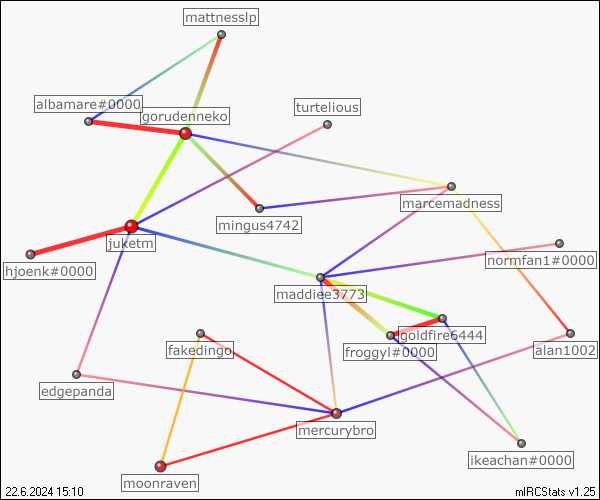 mattnesslp
albamare#0000
turtelious
gorudenneko
marcemadness
mingus4742
juketm
normfan1#0000
hjoenk#0000
maddiee3773
goldfire6444
fakedingo
froggyl#0000
alan1002
edgepanda
mercurybro
ikeachan#0000
moonraven
22.6.2024 15:10
mIRCStats v1.25